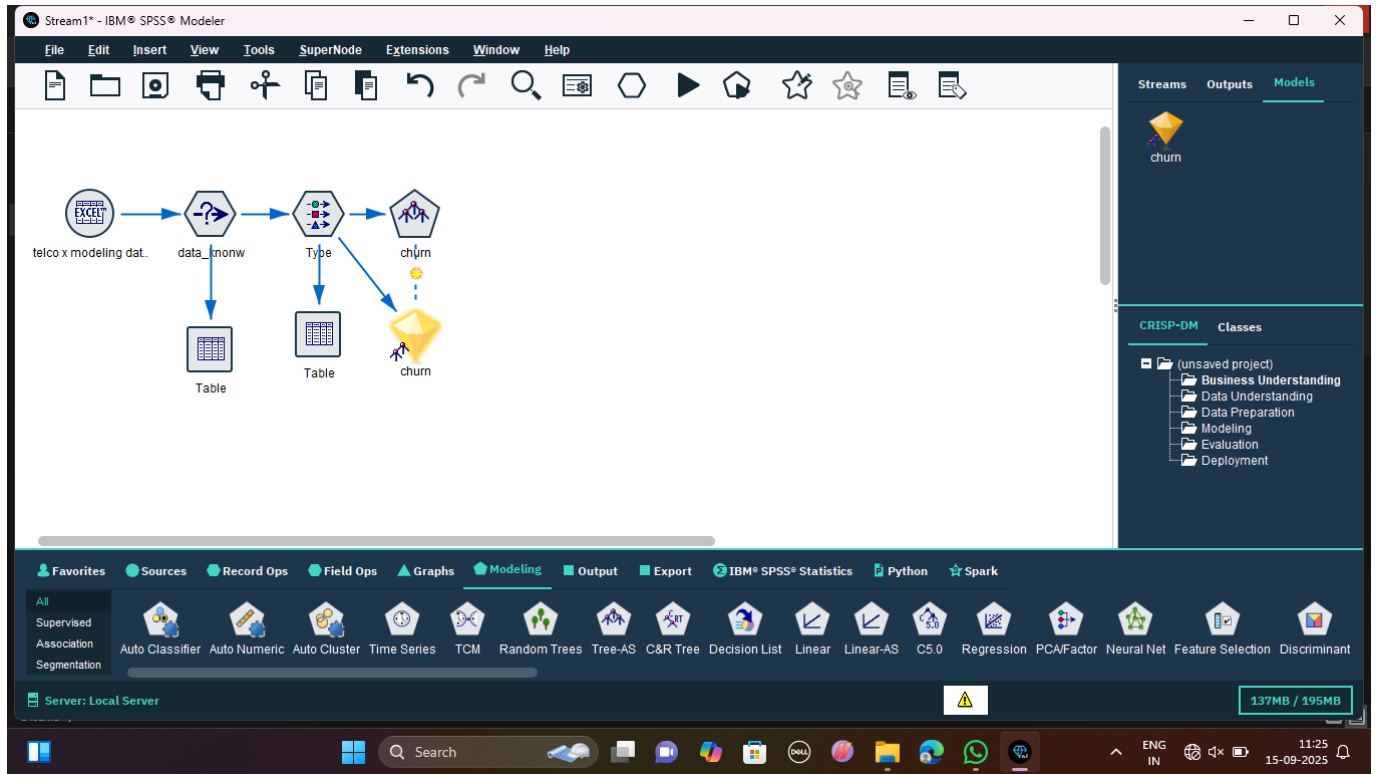 Stream1* - IBM® SPSS® Modeler
File Edit Insert View Tools SuperNode Extensions Window Help
Streams Outputs Models
churn
EXCEL™
telco x modeling dat..
data_knonw
Type
churn
Table
Table
churn
CRISP-DM Classes
(unsaved project)
Business Understanding
Data Understanding
Data Preparation
Modeling
Evaluation
Deployment
Favorites Sources Record Ops Field Ops Graphs Modeling Output Export IBM® SPSS® Statistics Python Spark
All
Supervised
Association
Segmentation
Auto Classifier Auto Numeric Auto Cluster Time Series TCM Random Trees Tree-AS C&R Tree Decision List Linear Linear-AS C5.0 Regression PCA/Factor Neural Net Feature Selection Discriminant
Server: Local Server
137MB / 195MB
Search
DELL
ENG
IN
11:25
15-09-2025